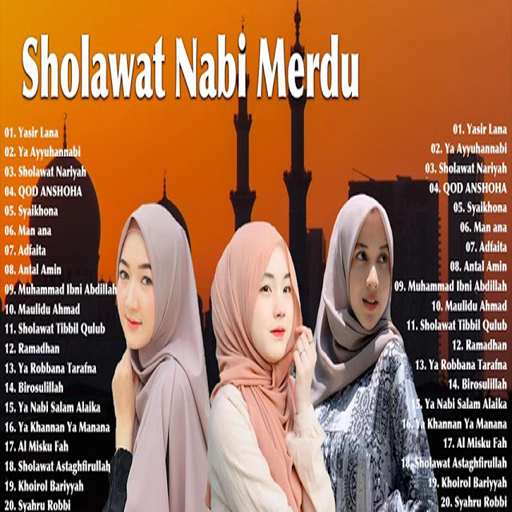 Sholawat Nabi Merdu
01. Yasir Lana
02. Ya Ayyuhannabi
03. Sholawat Nariyah
04. QOD ANSHOHA
05. Syaikhona
06. Man ana
07. Adfaita
08. Antal Amin
09. Muhammad Ibni Abdillah
10. Maulidu Ahmad
11. Sholawat Tibbil Qulub
12. Ramadhan
13. Ya Robbana Tarafna
14. Birosulillah
15. Ya Nabi Salam Alaika
16. Ya Khannan Ya Manana
17. Al Misku Fah
18. Sholawat Astaghfirullah
19. Khoirol Bariyyah
20. Syahru Robbi
01. Yasir Lana
02. Ya Ayyuhannabi
03. Sholawat Nariyah
04. QOD ANSHOHA
05. Syaikhona
06. Man ana
07. Adfaita
08. Antal Amin
09. Muhammad Ibni Abdillah
10. Maulidu Ahmad
11. Sholawat Tibbil Qulub
12. Ramadhan
13. Ya Robbana Tarafna
14. Birosulillah
15. Ya Nabi Salam Alaika
16. Ya Khannan Ya Manana
17. Al Misku Fah
18. Sholawat Astaghfirullah
19. Khoirol Bariyyah
20. Syahru Robbi